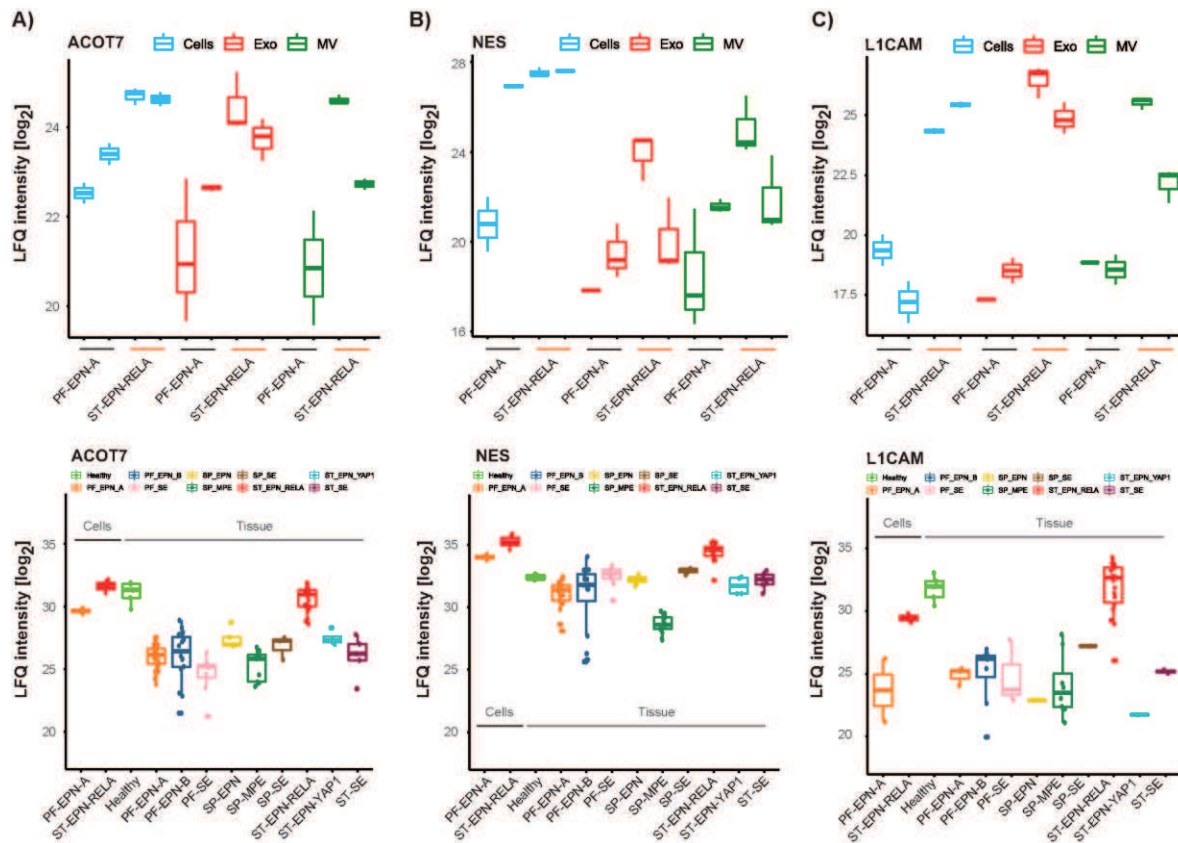 A)
ACOT7
Cells Exo MV
LFQ intensity [log2]
24
22
20
PF-EPN-A
ST-EPN-RELA
PF-EPN-A
ST-EPN-RELA
PF-EPN-A
ST-EPN-RELA
B)
NES
Cells Exo MV
LFQ intensity [log2]
28
24
20
16
PF-EPN-A
ST-EPN-RELA
PF-EPN-A
ST-EPN-RELA
PF-EPN-A
ST-EPN-RELA
C)
L1CAM
Cells Exo MV
LFQ intensity [log2]
25
22.5
20
17.5
PF-EPN-A
ST-EPN-RELA
PF-EPN-A
ST-EPN-RELA
PF-EPN-A
ST-EPN-RELA
ACOT7
Healthy PF_EPN_B SP_EPN SP_SE ST_EPN_YAP1
PF_EPN_A PF_SE SP_MPE ST_EPN_RELA ST_SE
Cells Tissue
LFQ intensity [log2]
35
30
25
20
PF-EPN-A
ST-EPN-RELA
Healthy
PF-EPN-A
PF-EPN-B
PF-SE
SP-EPN
SP-MPE
SP-SE
ST-EPN-RELA
ST-EPN-YAP1
ST-SE
NES
Healthy PF_EPN_B SP_EPN SP_SE ST_EPN_YAP1
PF_EPN_A PF_SE SP_MPE ST_EPN_RELA ST_SE
LFQ intensity [log2]
35
30
25
20
Cells Tissue
PF-EPN-A
ST-EPN-RELA
Healthy
PF-EPN-A
PF-EPN-B
PF-SE
SP-EPN
SP-MPE
SP-SE
ST-EPN-RELA
ST-EPN-YAP1
ST-SE
L1CAM
Healthy PF_EPN_B SP_EPN SP_SE ST_EPN_YAP1
PF_EPN_A PF_SE SP_MPE ST_EPN_RELA ST_SE
Cells Tissue
LFQ intensity [log2]
35
30
25
20
PF-EPN-A
ST-EPN-RELA
Healthy
PF-EPN-A
PF-EPN-B
PF-SE
SP-EPN
SP-MPE
SP-SE
ST-EPN-RELA
ST-EPN-YAP1
ST-SE